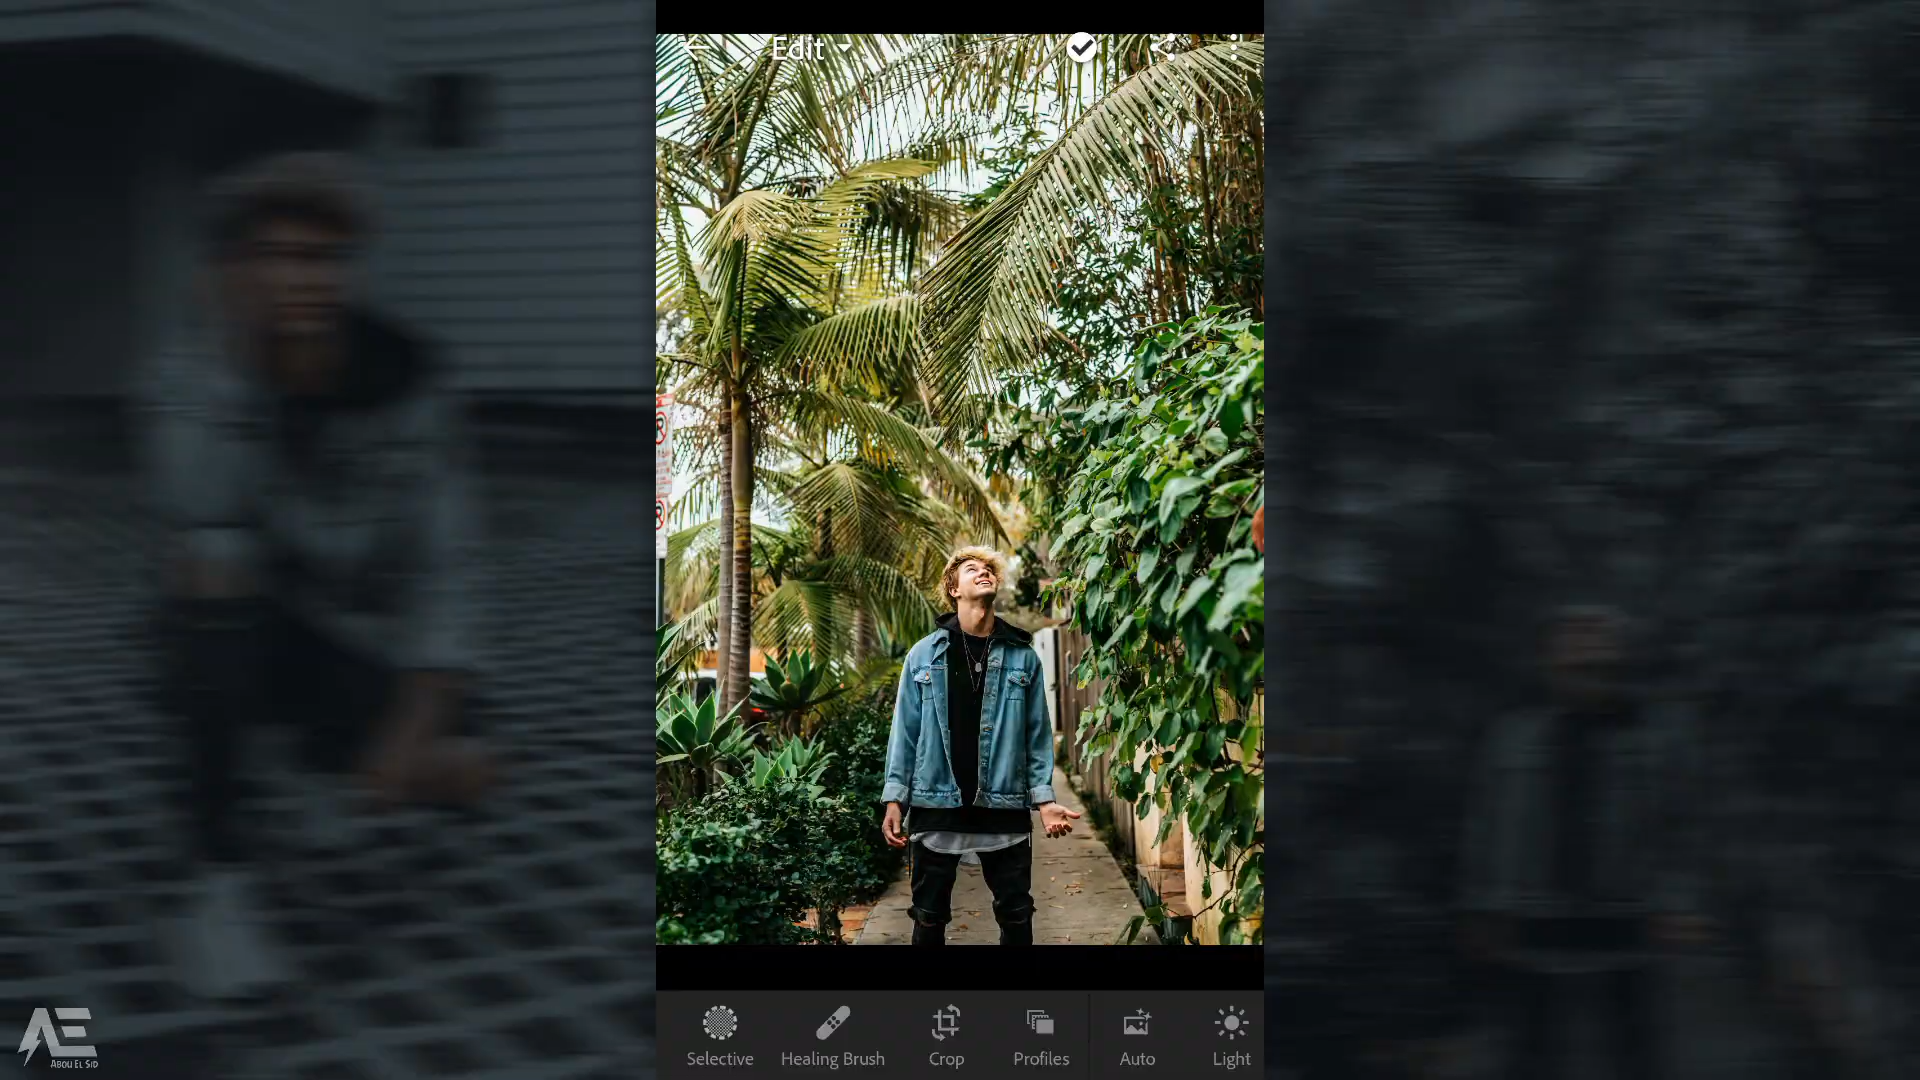 Edit
Selective
Healing Brush
Crop
Profiles
Auto
Light
AE
ABOU EL SID